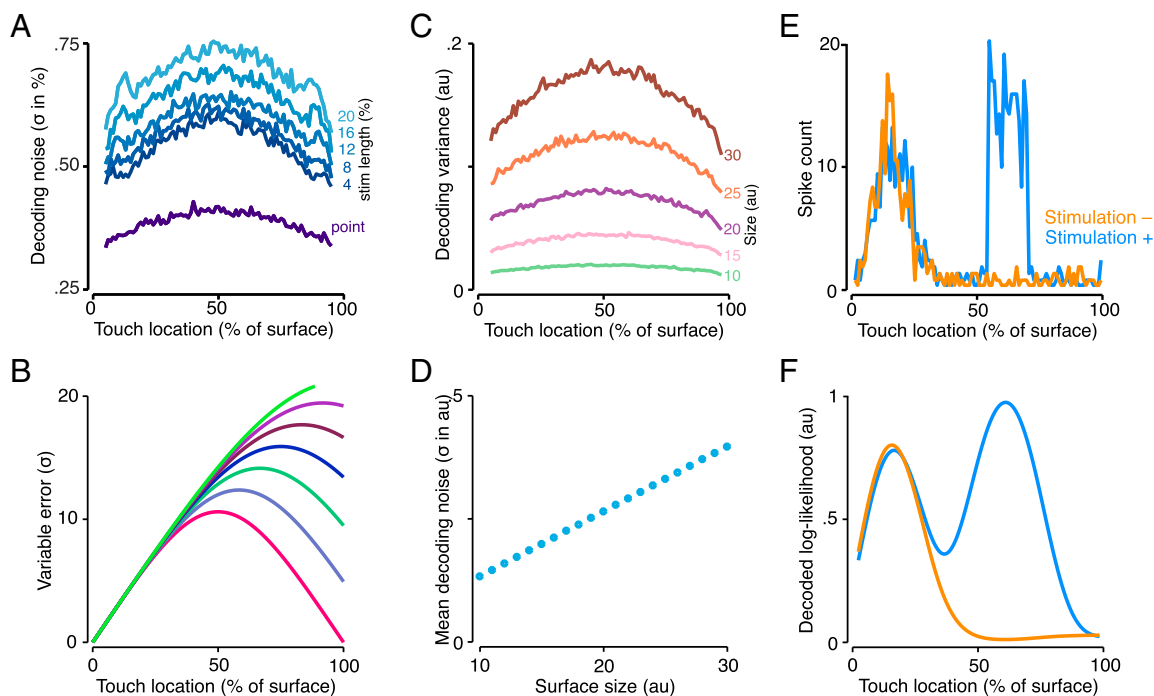 A
Decoding noise (σ in %)
.75
.50
.25
20
16
12
8
4
stim length (%)
point
0
50
100
Touch location (% of surface)
C
Decoding variance (au)
.2
.1
0
30
25
20
15
10
Size (au)
0
50
100
Touch location (% of surface)
E
Spike count
20
10
0
Stimulation –
Stimulation +
0
50
100
Touch location (% of surface)
B
Variable error (σ)
20
10
0
0
50
100
Touch location (% of surface)
D
Mean decoding noise (σ in au)
.5
.5
0
10
20
30
Surface size (au)
F
Decoded log-likelihood (au)
1
.5
0
0
50
100
Touch location (% of surface)